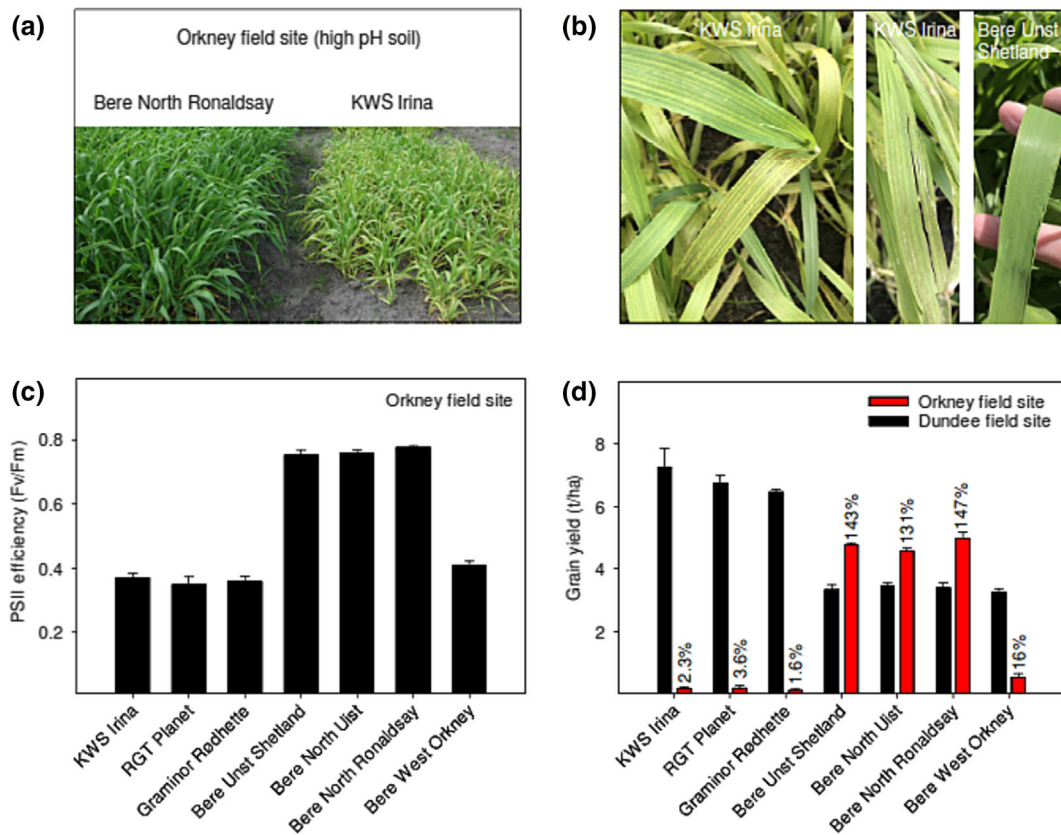 (a)
Orkney field site (high pH soil)
Bere North Ronaldsay
KWS Irina
(b)
KWS Irina
KWS Irina
Bere Unst
Shetland
(c)
Orkney field site
PSII efficiency (Fv/Fm)
0.8
0.6
0.4
0.2
KWS Irina
RGT Planet
Graminor Rødhette
Bere Unst Shetland
Bere North Uist
Bere North Ronaldsay
Bere West Orkney
(d)
Orkney field site
Dundee field site
Grain yield (t/ha)
8
6
4
2
2.3%
3.6%
1.6%
143%
131%
147%
16%
KWS Irina
RGT Planet
Graminor Rødhette
Bere Unst Shetland
Bere North Uist
Bere North Ronaldsay
Bere West Orkney